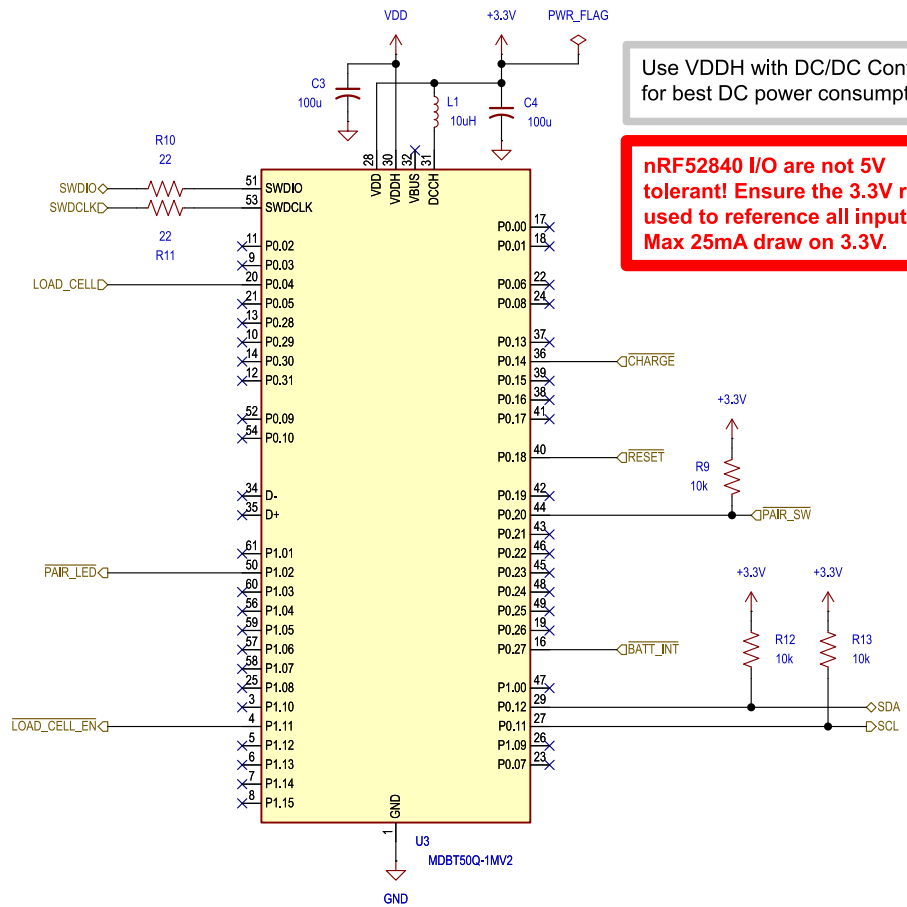 VDD
+3.3V
PWR_FLAG
C3
100u
L1
10uH
C4
100u
Use VDDH with DC/DC
for best DC power
nRF52840 I/O are not 5V
tolerant! Ensure the 3.3V
used to reference all
Max 25mA draw on 3.3V.
28
30
32
31
VDD
VDDH
VBUS
DCCH
R10
22
SWDIO
51
SWDIO
SWDCLK
53
SWDCLK
22
R11
11
P0.02
9
P0.03
LOAD_CELL
20
P0.04
21
P0.05
13
P0.28
10
P0.29
14
P0.30
12
P0.31
52
P0.09
54
P0.10
34
D-
35
D+
61
P1.01
PAIR_LED
50
P1.02
60
P1.03
56
P1.04
59
P1.05
57
P1.06
58
P1.07
25
P1.08
3
P1.10
LOAD_CELL_EN
4
P1.11
5
P1.12
6
P1.13
7
P1.14
8
P1.15
P0.00
17
P0.01
18
P0.06
22
P0.08
24
P0.13
37
P0.14
36
CHARGE
P0.15
39
P0.16
38
P0.17
41
P0.18
40
RESET
P0.19
42
P0.20
44
PAIR_SW
P0.21
43
P0.22
46
P0.23
45
P0.24
48
P0.25
49
P0.26
19
P0.27
16
BATT_INT
P1.00
47
P0.12
29
SDA
P0.11
27
SCL
P1.09
26
P0.07
23
+3.3V
R9
10k
+3.3V
+3.3V
R12
10k
R13
10k
GND
1
U3
MDBT50Q-1MV2
GND